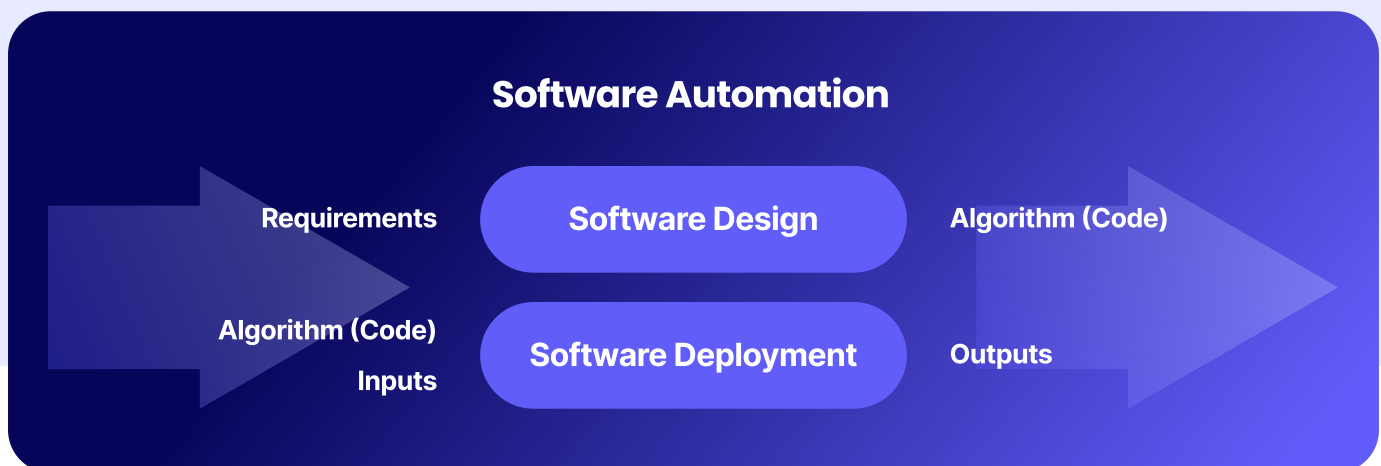 Software Automation
Requirements
Software Design
Algorithm (Code)
Algorithm (Code)
Inputs
Software Deployment
Outputs